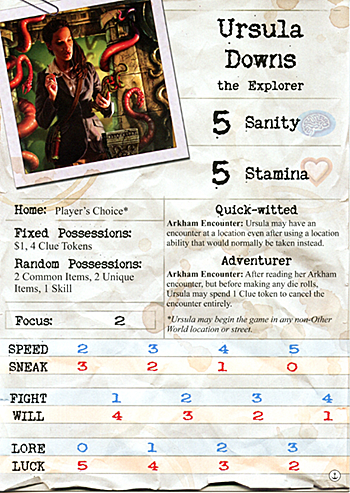 Ursula
Downs
the Explorer
5 Sanity
5 Stamina
Home: Player's Choice*
Fixed Possessions:
$1, 4 Clue Tokens
Random Possessions:
2 Common Items, 2 Unique
Items, 1 Skill
Focus: 2
Quick-witted
Arkham Encounter: Ursula may have an
encounter at a location even after using a location
ability that would normally be taken instead.
Adventurer
Arkham Encounter: After reading her Arkham
encounter, but before making any die rolls,
Ursula may spend 1 Clue token to cancel the
encounter entirely.
*Ursula may begin the game in any non-Other
World location or street.
SPEED 2 3 4 5
SNEAK 3 2 1 0
FIGHT 1 2 3 4
WILL 4 3 2 1
LORE 0 1 2 3
LUCK 5 4 3 2